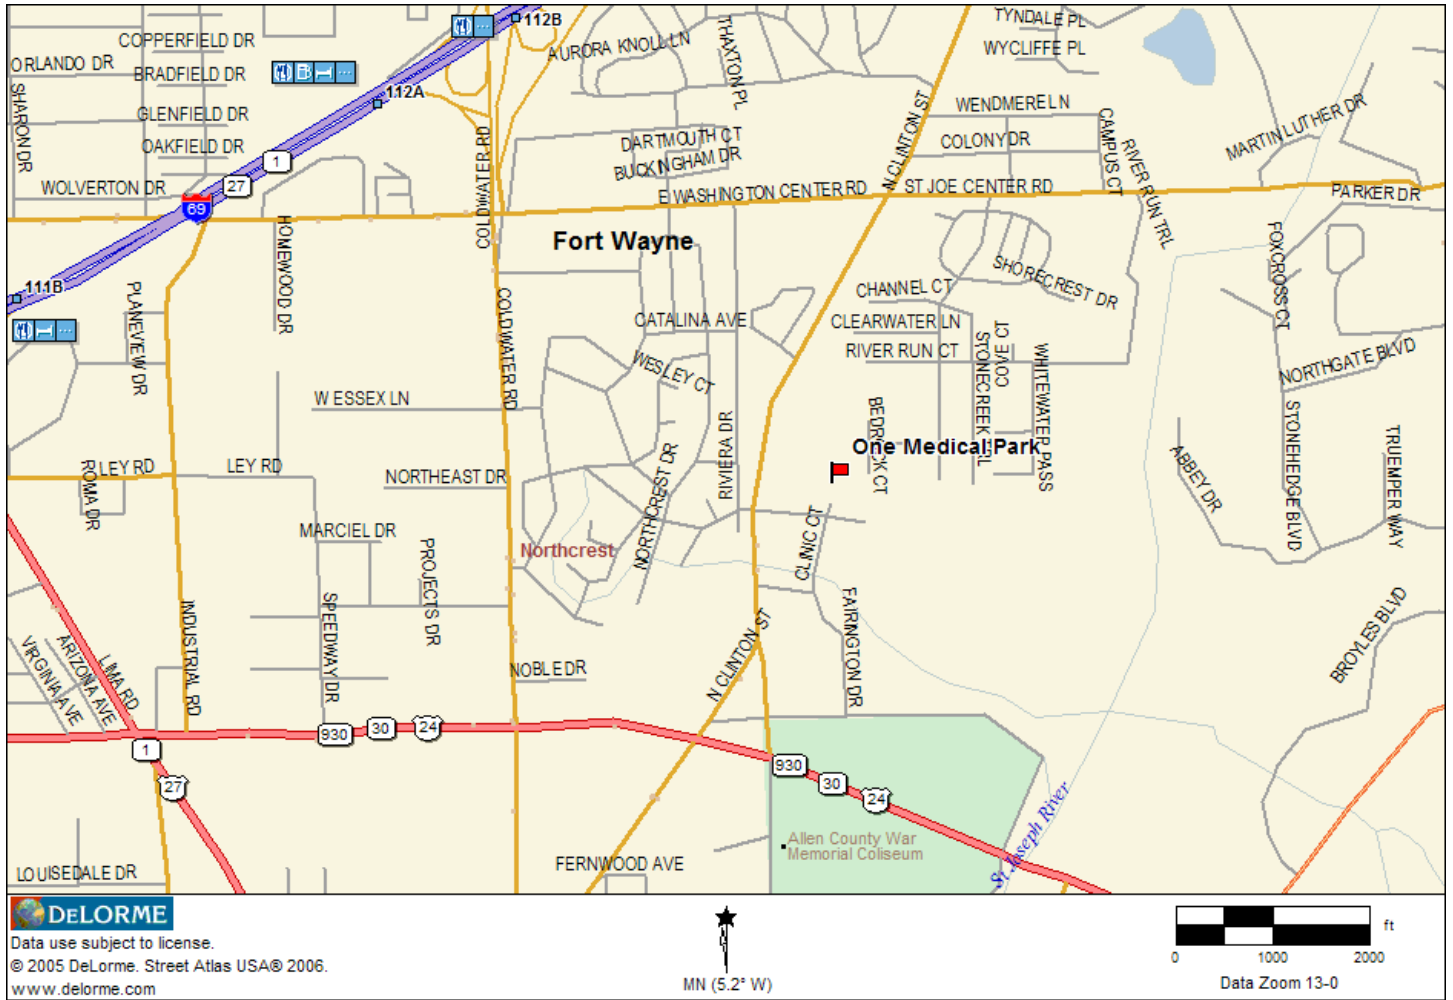 112B
TYNDALE PL
WYCLIFFE PL
COPPERFIELD DR
ORLANDO DR
BRADFIELD DR
AURORA KNOLL LN
THAXTON PL
112A
SHARON DR
GLENFIELD DR
OAKFIELD DR
WENDMERE LN
COLONY DR
CAMPUS CT
MARTIN LUTHER DR
DARTMOUTH CT
BUCKINGHAM DR
N CLINTON ST
RIVER RUN TRL
COLDWATER RD
1
27
69
WOLVERTON DR
E WASHINGTON CENTER RD
ST JOE CENTER RD
PARKER DR
HOMEWOOD DR
Fort Wayne
FOXCROSS CT
SHORECREST DR
111B
PLANEVIEW DR
COLDWATER RD
CHANNEL CT
CATALINA AVE
CLEARWATER LN
RIVER RUN CT
COVE CT
WHITEWATER PASS
WESLEY CT
NORTHGATE BLVD
WESSEX LN
BEDROCK CT
One Medical Park
STONEHEDGE BLVD
TRUEMPER WAY
ABBEY DR
RILEY RD
LEY RD
NORTHEAST DR
NORTHCREST DR
RIVIERA DR
ROMA DR
MARCIEL DR
PROJECTS DR
Northcrest
CLINIC CT
FAIRINGTON DR
INDUSTRIAL RD
SPEEDWAY DR
N CLINTON ST
BROYLES BLVD
VIRGINIA AVE
ARIZONA AVE
LIMA RD
NOBLE DR
930
30
24
1
27
930
30
24
Allen County War
Memorial Coliseum
St Joseph River
LOUISEDALE DR
FERNWOOD AVE
DELORME
Data use subject to license.
© 2005 DeLorme. Street Atlas USA® 2006.
www.delorme.com
MN (5.2° W)
ft
0 1000 2000
Data Zoom 13-0